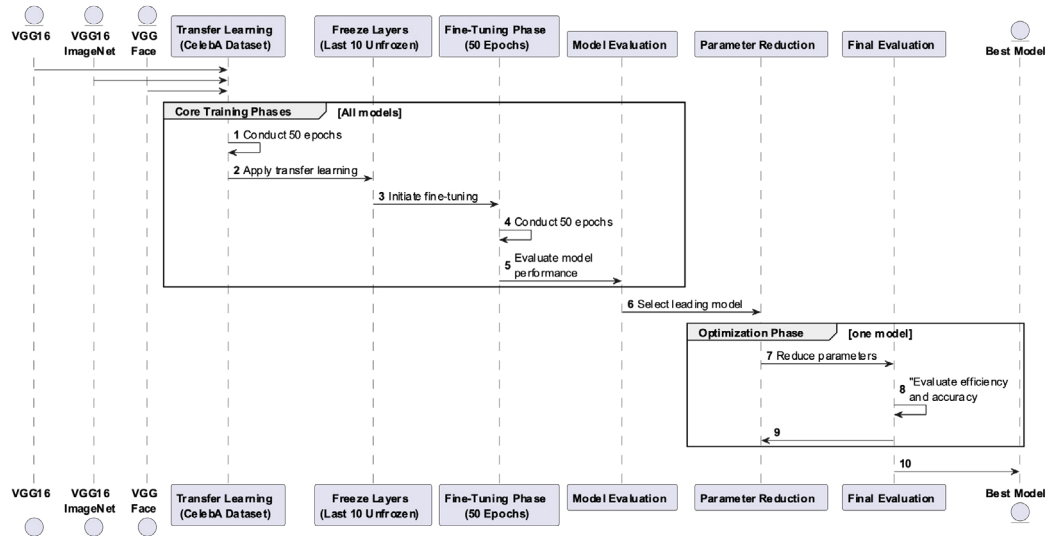 VGG16
VGG16
ImageNet
VGG
Face
Transfer Learning
(CelebA Dataset)
Freeze Layers
(Last 10 Unfrozen)
Fine-Tuning Phase
(50 Epochs)
Model Evaluation
Parameter Reduction
Final Evaluation
Best Model
Core Training Phases
[All models]
1 Conduct 50 epochs
2 Apply transfer learning
3 Initiate fine-tuning
4 Conduct 50 epochs
5 Evaluate model
performance
6 Select leading model
Optimization Phase
[one model]
7 Reduce parameters
8 "Evaluate efficiency
and accuracy
9
10
VGG16
VGG16
ImageNet
VGG
Face
Transfer Learning
(CelebA Dataset)
Freeze Layers
(Last 10 Unfrozen)
Fine-Tuning Phase
(50 Epochs)
Model Evaluation
Parameter Reduction
Final Evaluation
Best Model